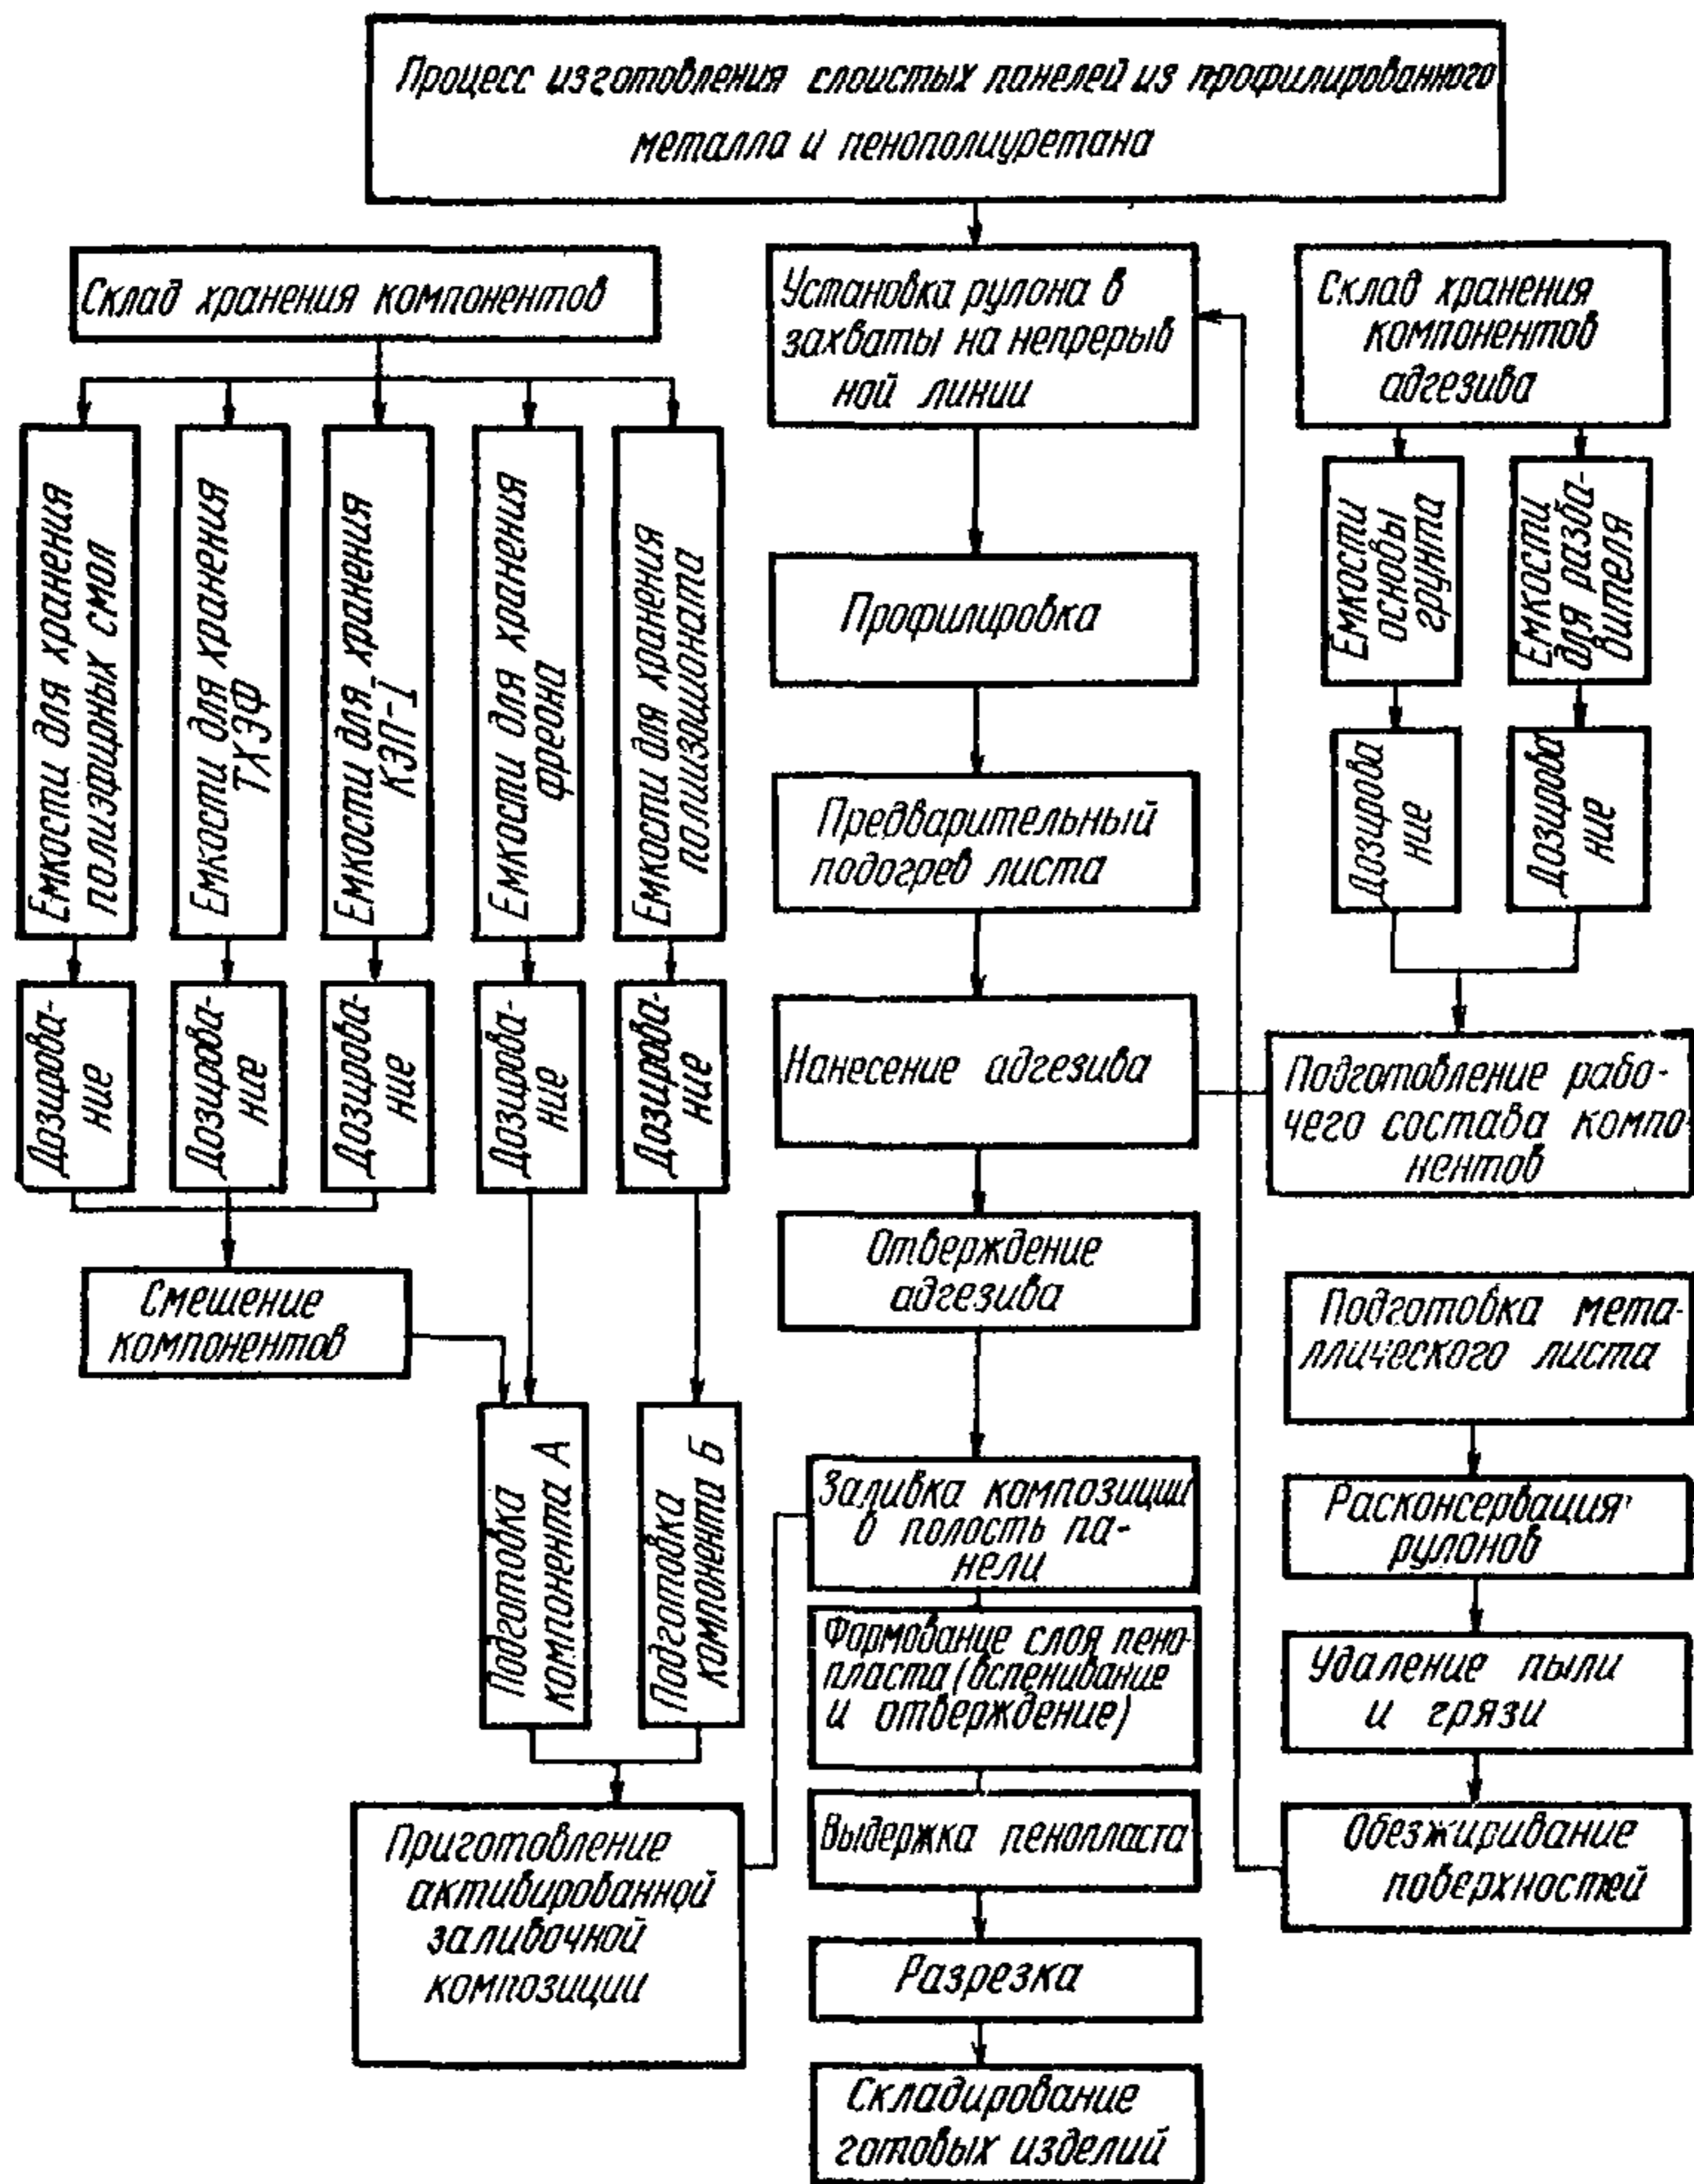 Процесс изготовления слоистых панелей из профилированного
металла и пенополиуретана
Склад хранения компонентов
Емкости для хранения
полиэфирных смол
Емкости для хранения
ТХЭФ
Емкости для хранения
КЭП-I
Емкости для хранения
фреона
Емкости для хранения
полиизоционата
Дозирова-
ние
Дозирова-
ние
Дозирова-
ние
Дозирова-
ние
Дозирова-
ние
Смешение
компонентов
Подготовка
компонента А
Подготовка
компонента Б
Приготовление
активированной
заливочной
композиции
Установка рулона в
захваты на непрерыв
ной линии
Профилировка
Предварительный
подогрев листа
Нанесение адгезива
Отверждение
адгезива
Заливка композиции
в полость па-
нели
Формование слоя пено-
пласта (вспенивание
и отверждение)
Выдержка пенопласта
Разрезка
Складирование
готовых изделий
Склад хранения
компонентов
адгезива
Емкости
основы
грунта
Емкости
для разба-
вителя
Дозирова
ние
Дозирова
ние
Подготовление рабо-
чего состава компо-
нентов
Подготовка мета-
ллического листа
Расконсервация
рулонов
Удаление пыли
и грязи
Обезжиривание
поверхностей